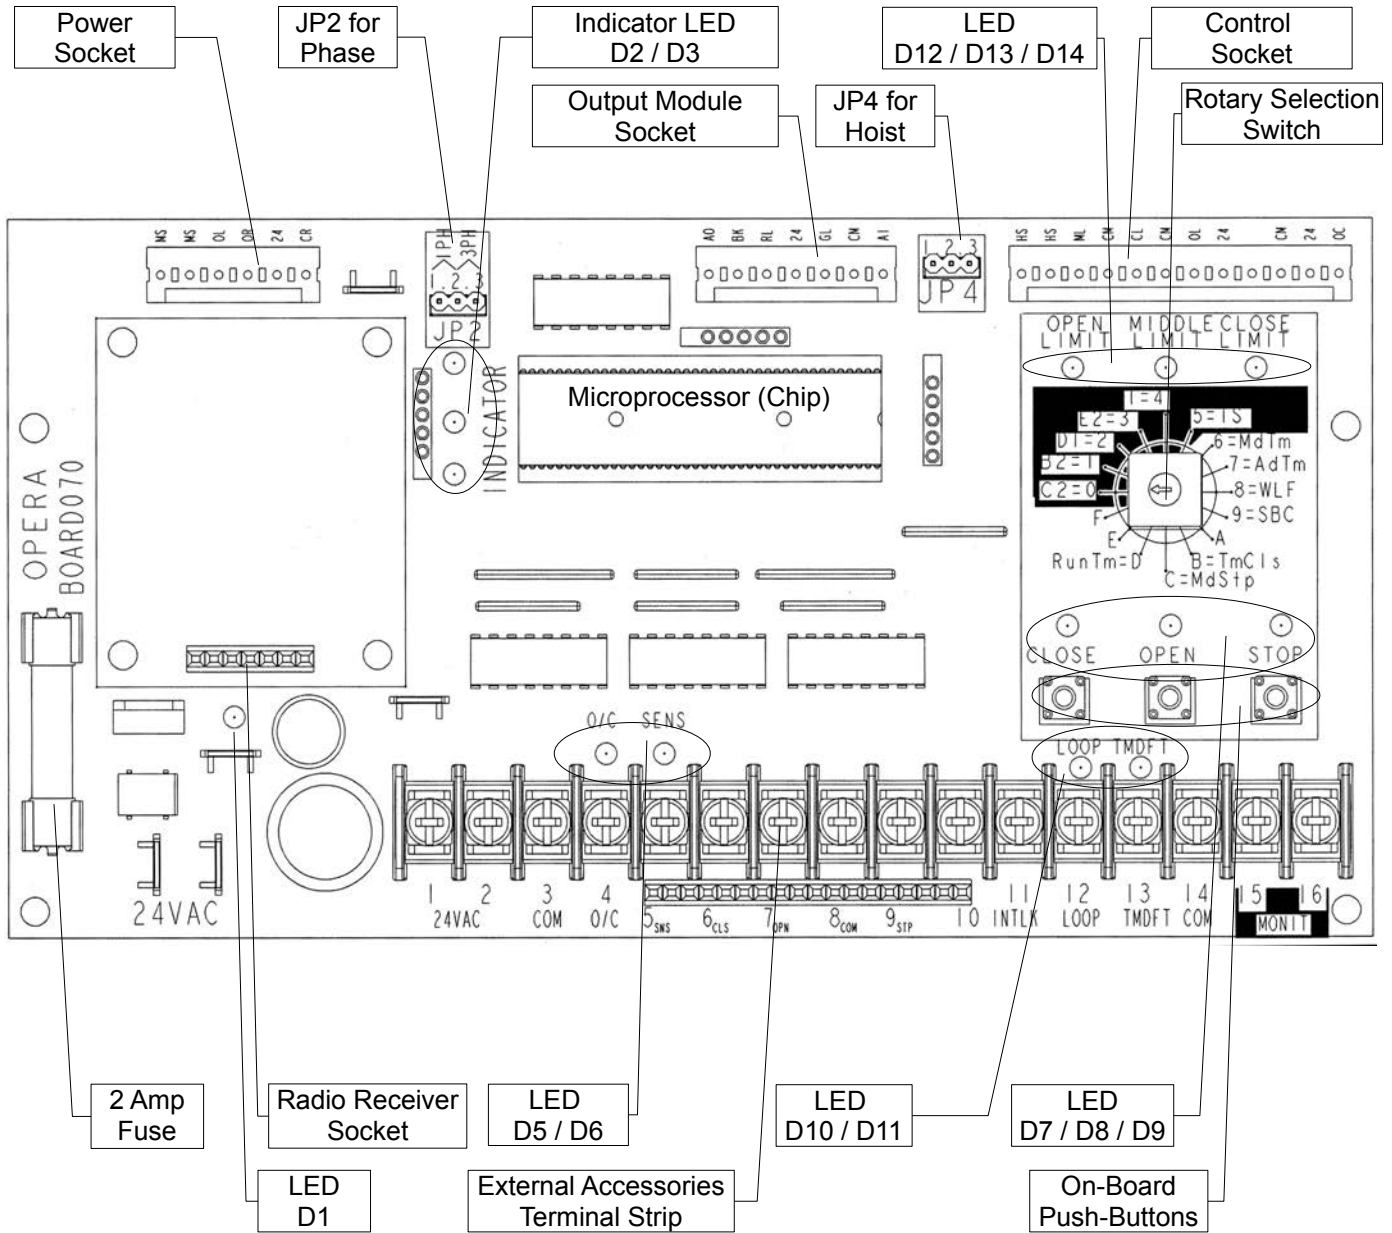 Power
Socket
JP2 for
Phase
Indicator LED
D2 / D3
LED
D12 / D13 / D14
Control
Socket
Output Module
Socket
JP4 for
Hoist
Rotary Selection
Switch
MS MS OL OR 24 CR
1PH 3PH
1 2 3
JP2
INDICATOR
AO BK RL 24 GL CN AI
1 2 3
JP4
HS HS ML CN CL CN OL 24 CN 24 OC
OPEN LIMIT
MIDDLE LIMIT
CLOSE LIMIT
Microprocessor (Chip)
I=4
E2=3
5=TS
D1=2
6=MdTm
B2=1
7=AdTm
C2=0
8=WLF
F
9=SBC
E
A
RunTm=D
B=TmCls
C=MdStp
OPERA
BOARD070
CLOSE OPEN STOP
O/C SENS
LOOP TMDFT
24VAC
1 2 3 4 5SNS 6CLS 7OPN 8COM 9STP 10 11 12 13 14 15 16
24VAC COM O/C INTLK LOOP TMDFT COM MONIT
2 Amp
Fuse
Radio Receiver
Socket
LED
D5 / D6
LED
D10 / D11
LED
D7 / D8 / D9
LED
D1
External Accessories
Terminal Strip
On-Board
Push-Buttons